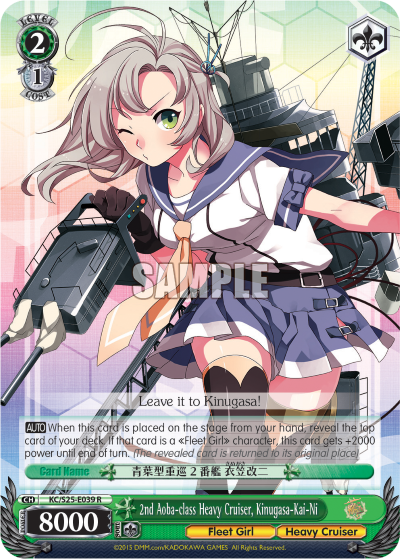 LEVEL
2
1
COST
SAMPLE
Leave it to Kinugasa!
AUTO When this card is placed on the stage from your hand, reveal the top
card of your deck. If that card is a «Fleet Girl» character, this card gets +2000
power until end of turn. (The revealed card is returned to its original place)
Card Name 青葉型重巡2番艦 衣笠改二
CH KC/S25-E039 R 2nd Aoba-class Heavy Cruiser, Kinugasa-Kai-Ni
POWER 8000 SOUL Fleet Girl Heavy Cruiser
©2015 DMM.com/KADOKAWA GAMES All Rights Reserved.